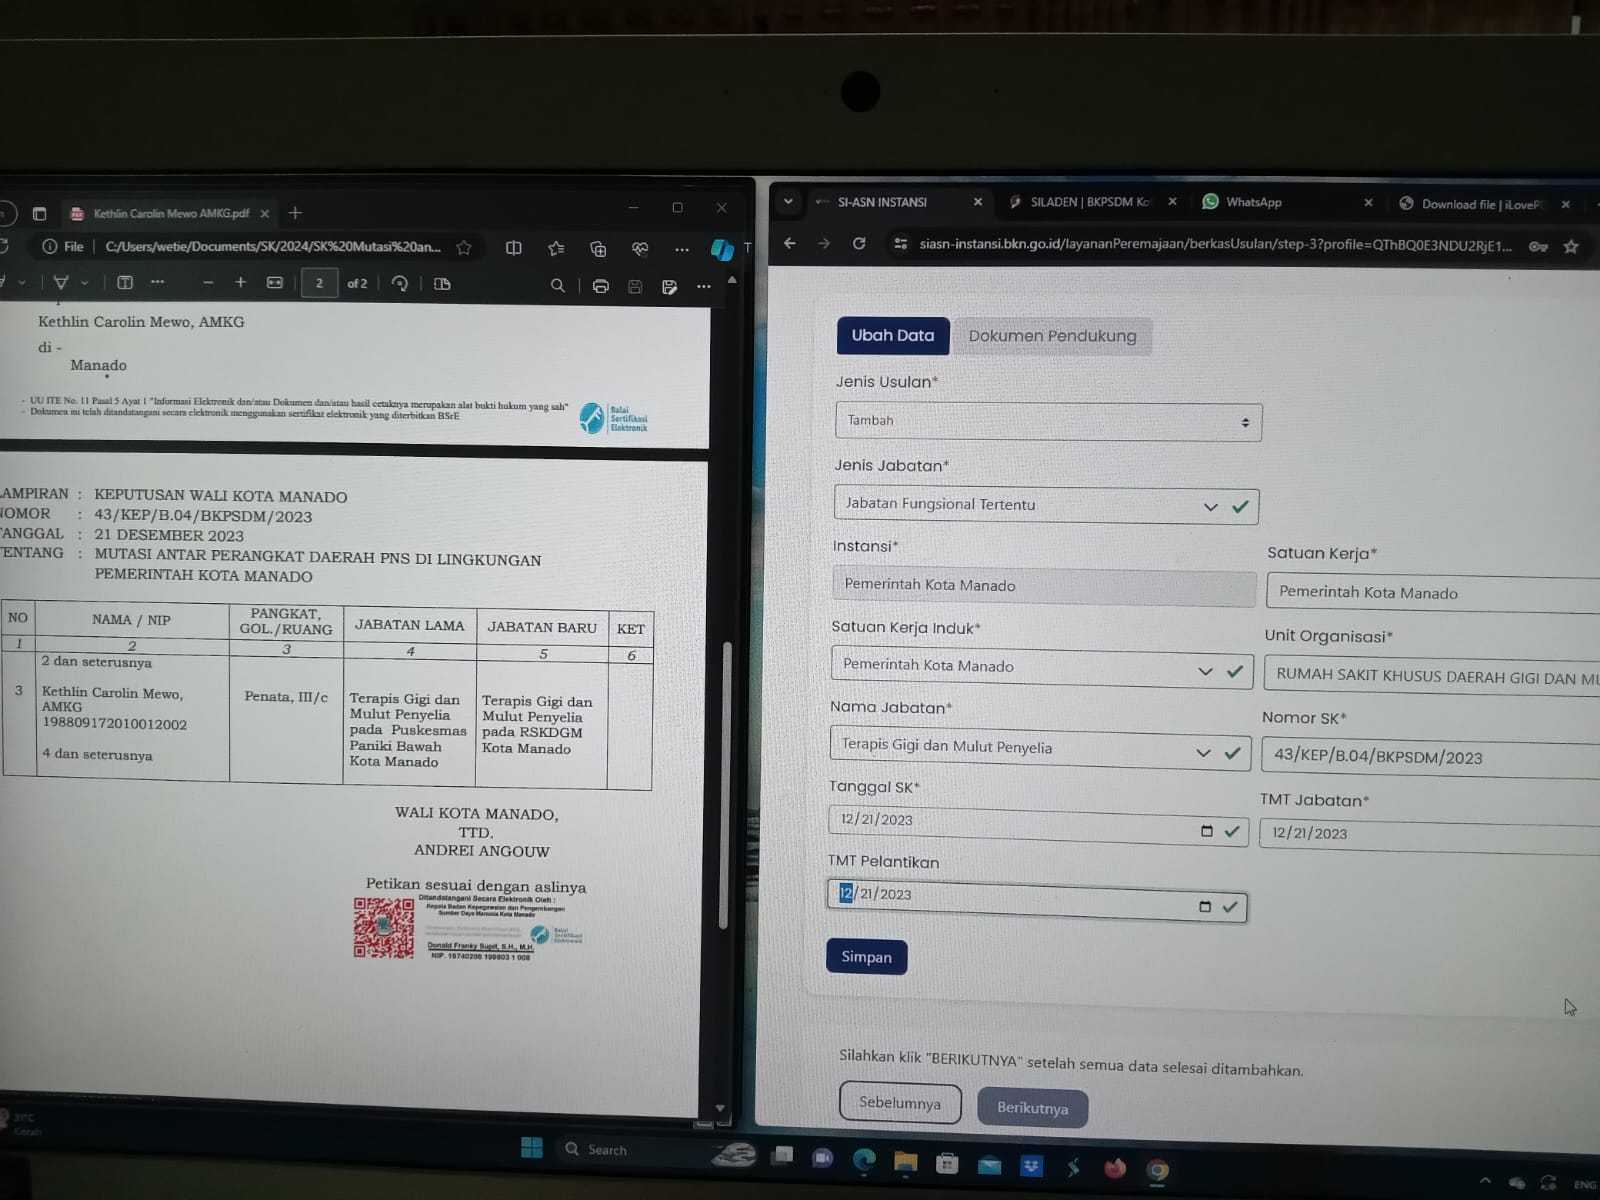 Kethlin Carolin Mewo AMKG.pdf
File
C:/Users/wetie/Documents/SK/2024/SK%20Mutasi%20an...
2
of 2
Kethlin Carolin Mewo, AMKG
di -
Manado
- UU ITE No. 11 Pasal 5 Ayat 1 "Informasi Elektronik dan/atau Dokumen dan/atau hasil cetaknya merupakan alat bukti hukum yang sah"
- Dokumen ini telah ditandatangani secara elektronik menggunakan sertifikat elektronik yang diterbitkan BSrE
Balai
Sertifikasi
Elektronik
LAMPIRAN : KEPUTUSAN WALI KOTA MANADO
NOMOR : 43/KEP/B.04/BKPSDM/2023
TANGGAL : 21 DESEMBER 2023
TENTANG : MUTASI ANTAR PERANGKAT DAERAH PNS DI LINGKUNGAN
PEMERINTAH KOTA MANADO
NO
NAMA / NIP
PANGKAT,
GOL./RUANG
JABATAN LAMA
JABATAN BARU
KET
1
2
3
4
5
6
2 dan seterusnya
3
Kethlin Carolin Mewo,
AMKG
198809172010012002
4 dan seterusnya
Penata, III/c
Terapis Gigi dan
Mulut Penyelia
pada Puskesmas
Paniki Bawah
Kota Manado
Terapis Gigi dan
Mulut Penyelia
pada RSKDGM
Kota Manado
WALI KOTA MANADO,
TTD.
ANDREI ANGOUW
Petikan sesuai dengan aslinya
Ditandatangani Secara Elektronik Oleh :
Kepala Badan Kepegawaian dan Pengembangan
Sumber Daya Manusia Kota Manado
Balai
Sertifikasi
Elektronik
Donald Franky Supit, S.H., M.H.
31°C
Cerah
SI-ASN INSTANSI
SILADEN | BKPSDM Ko
WhatsApp
Download file | iLoveP
siasn-instansi.bkn.go.id/layananPeremajaan/berkasUsulan/step-3?profile=QThBQ0E3NDU2RjE1...
Ubah Data
Dokumen Pendukung
Jenis Usulan*
Tambah
Jenis Jabatan*
Jabatan Fungsional Tertentu
Instansi*
Satuan Kerja*
Pemerintah Kota Manado
Pemerintah Kota Manado
Satuan Kerja Induk*
Unit Organisasi*
Pemerintah Kota Manado
RUMAH SAKIT KHUSUS DAERAH GIGI DAN MU
Nama Jabatan*
Nomor SK*
Terapis Gigi dan Mulut Penyelia
43/KEP/B.04/BKPSDM/2023
Tanggal SK*
TMT Jabatan*
12/21/2023
12/21/2023
TMT Pelantikan
12/21/2023
Simpan
Silahkan klik "BERIKUTNYA" setelah semua data selesai ditambahkan.
Sebelumnya
Berikutnya
Search
ENG